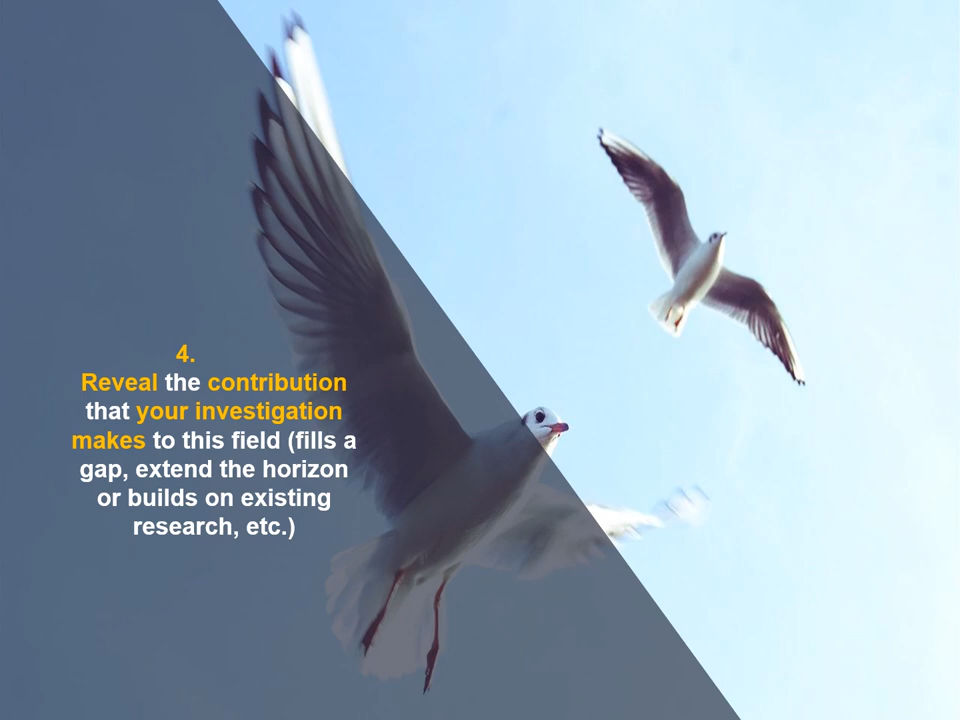 4.
Reveal the contribution
that your investigation
makes to this field (fills a
gap, extend the horizon
or builds on existing
research, etc.)